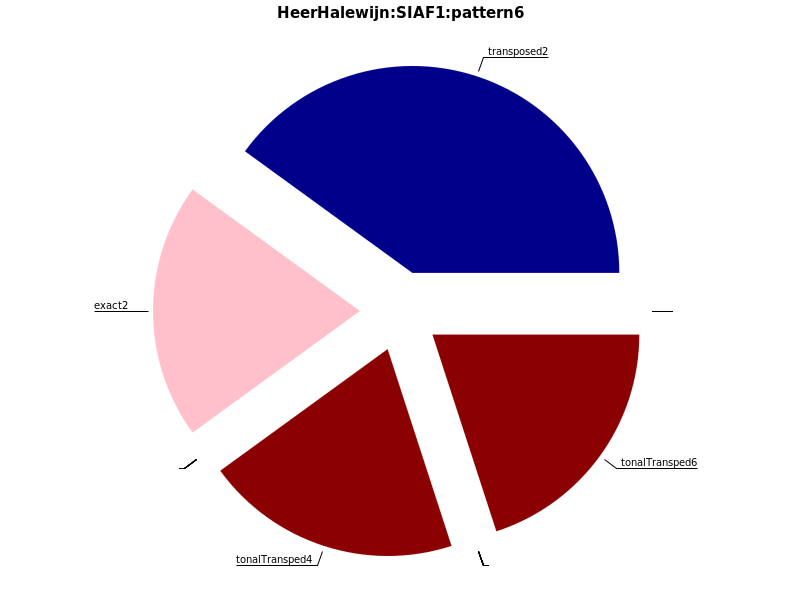 HeerHalewijn:SIAF1:pattern6
transposed2
exact2
tonalTransped6
tonalTransped4